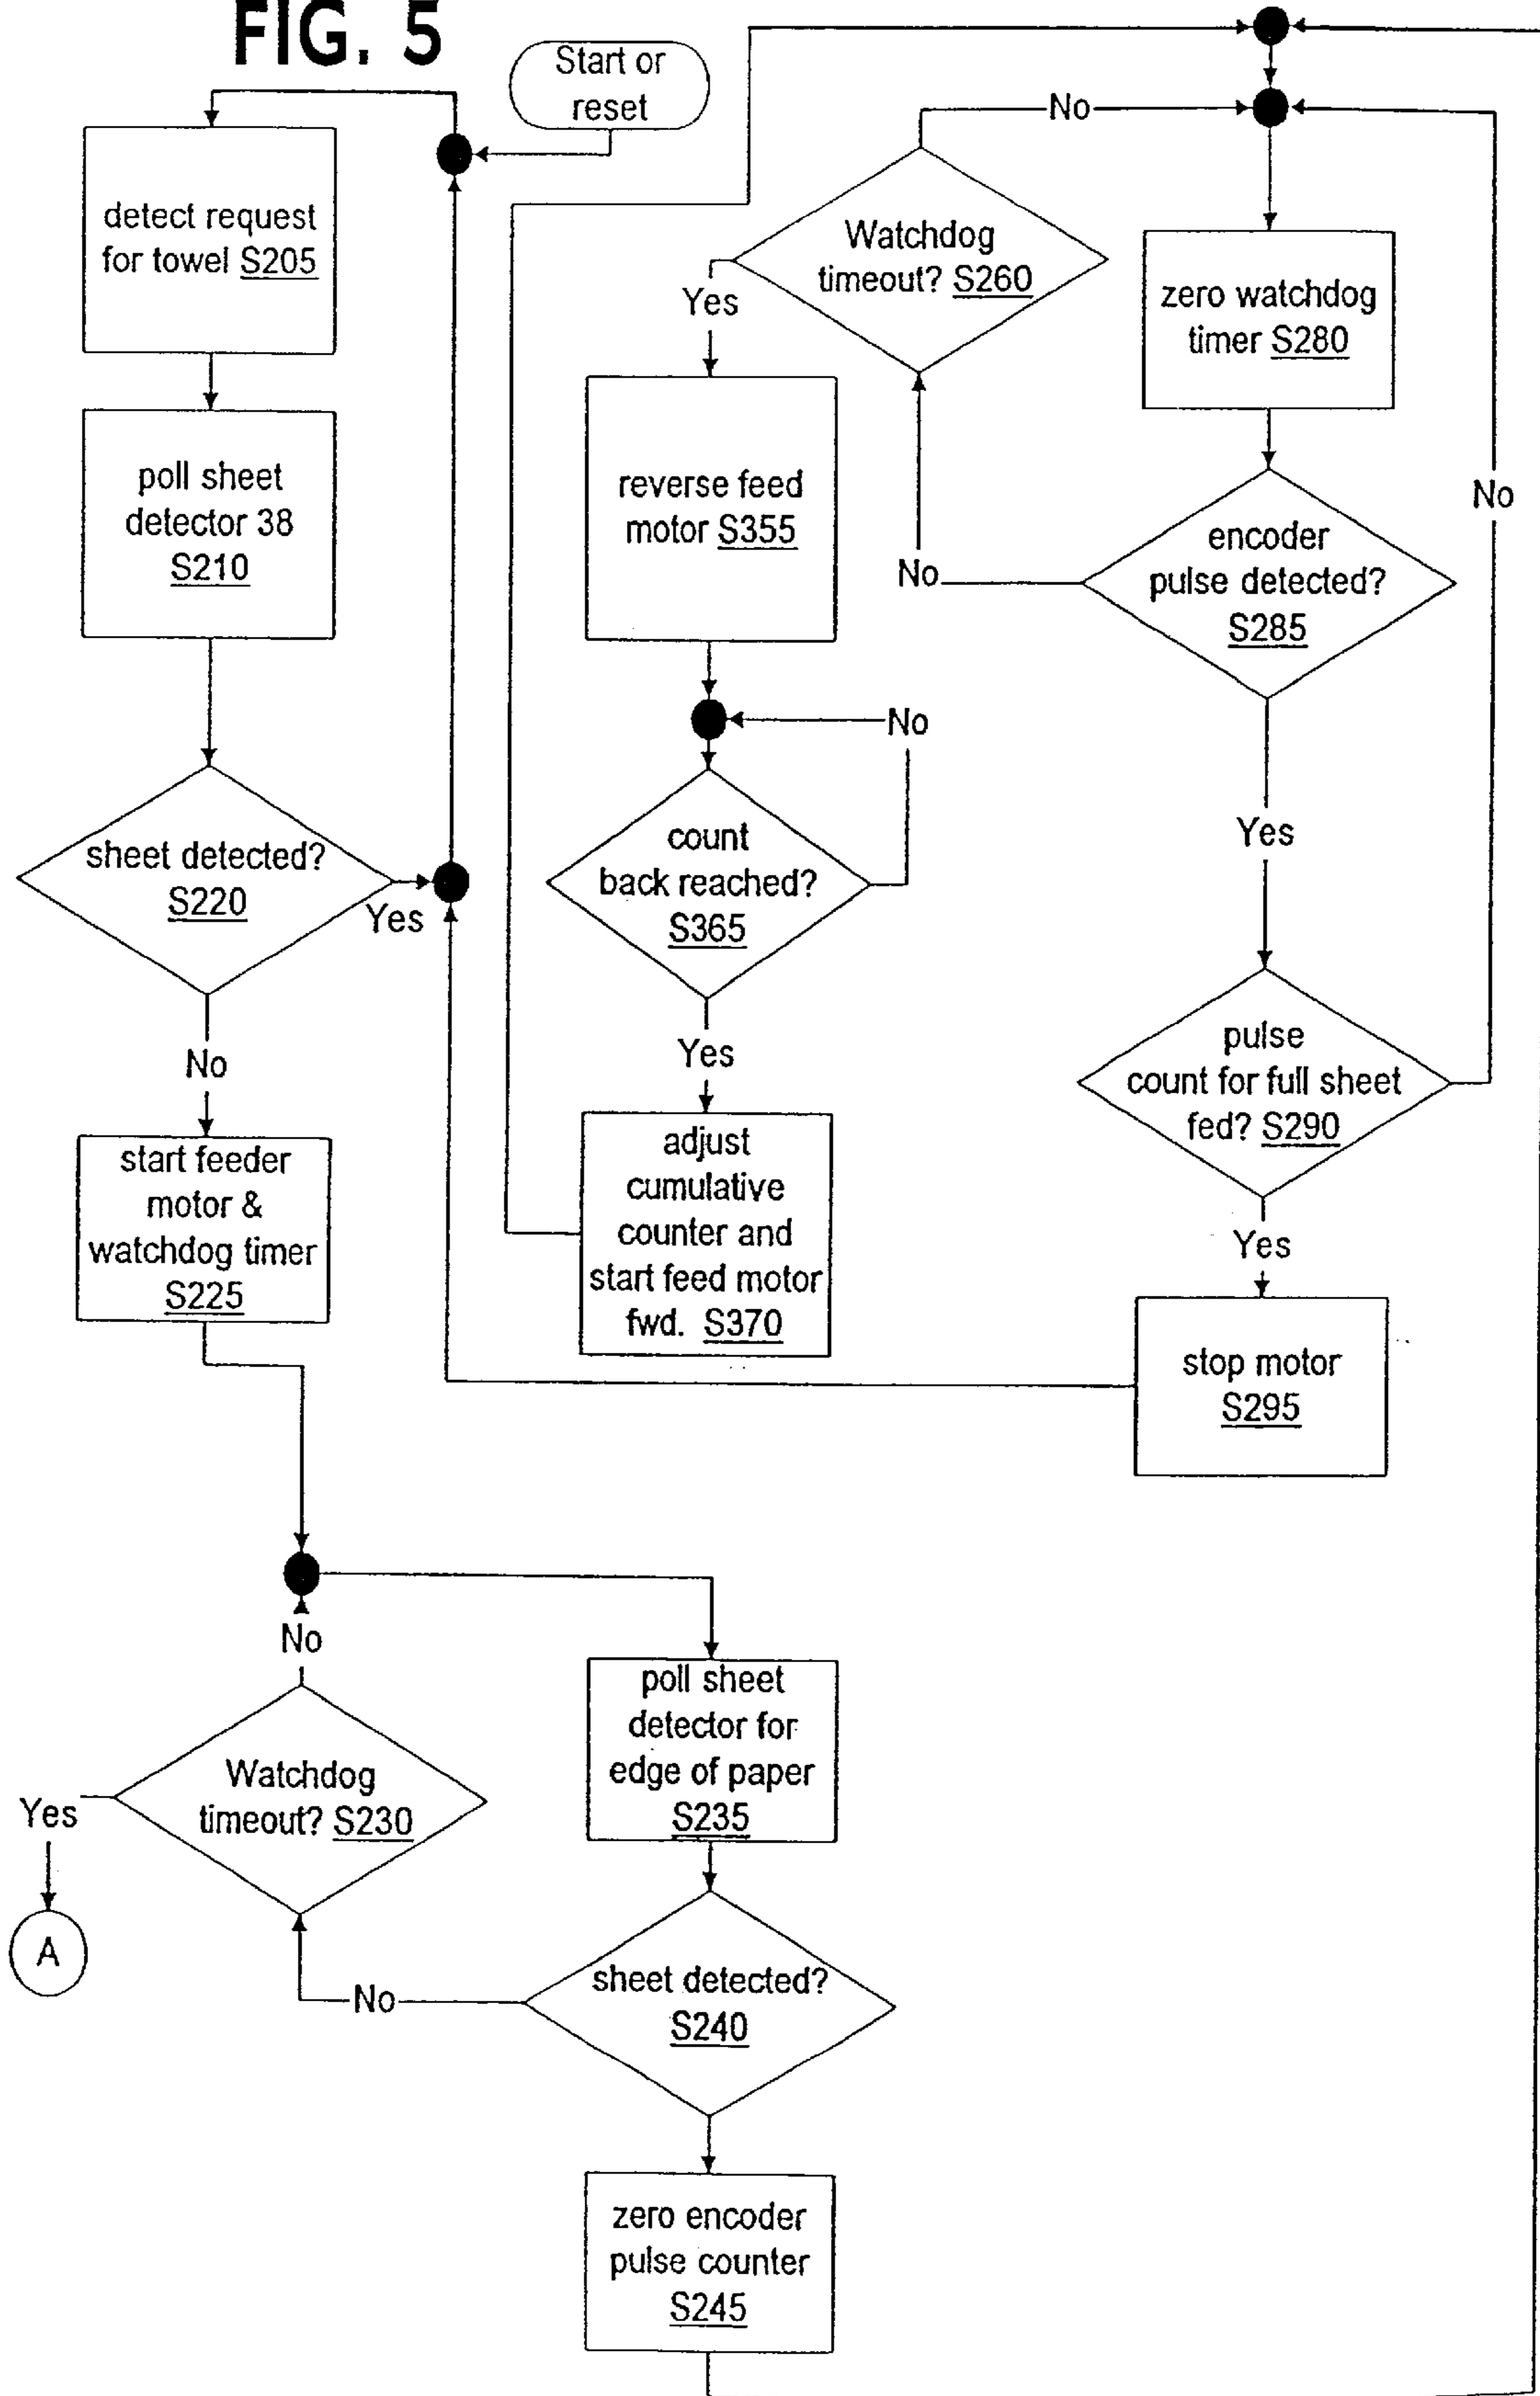 FIG. 5
Start or
reset
detect request
for towel S205
poll sheet
detector 38
S210
sheet detected?
S220
Yes
No
start feeder
motor &
watchdog timer
S225
No
Watchdog
timeout? S260
Yes
reverse feed
motor S355
No
count
back reached?
S365
Yes
adjust
cumulative
counter and
start feed motor
fwd. S370
zero watchdog
timer S280
No
encoder
pulse detected?
S285
No
Yes
pulse
count for full sheet
fed? S290
Yes
stop motor
S295
No
Watchdog
timeout? S230
Yes
A
poll sheet
detector for
edge of paper
S235
sheet detected?
S240
No
zero encoder
pulse counter
S245